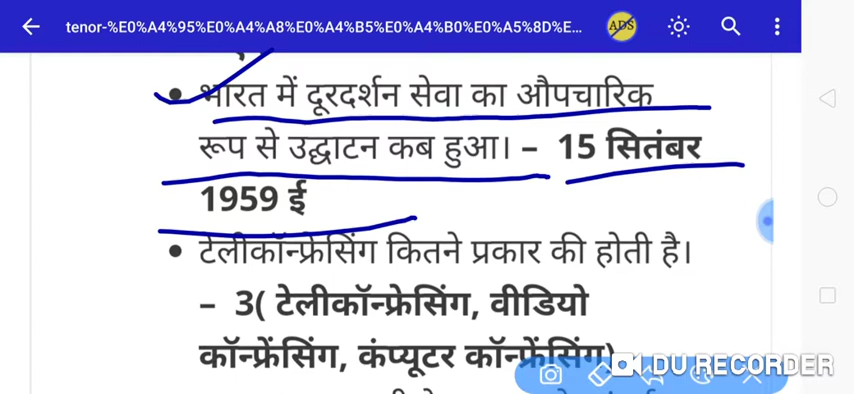 tenor-%E0%A4%95%E0%A4%A8%E0%A4%B5%E0%A4%B0%E0%A5%8D%E...
ADS
भारत में दूरदर्शन सेवा का औपचारिक
रूप से उद्घाटन कब हुआ। – 15 सितंबर
1959 ई
टेलीकॉन्फ्रेसिंग कितने प्रकार की होती है।
– 3( टेलीकॉन्फ्रेसिंग, वीडियो
कॉन्फ्रेंसिंग, कंप्यूटर कॉन्फ्रेंसिंग)
DU RECORDER